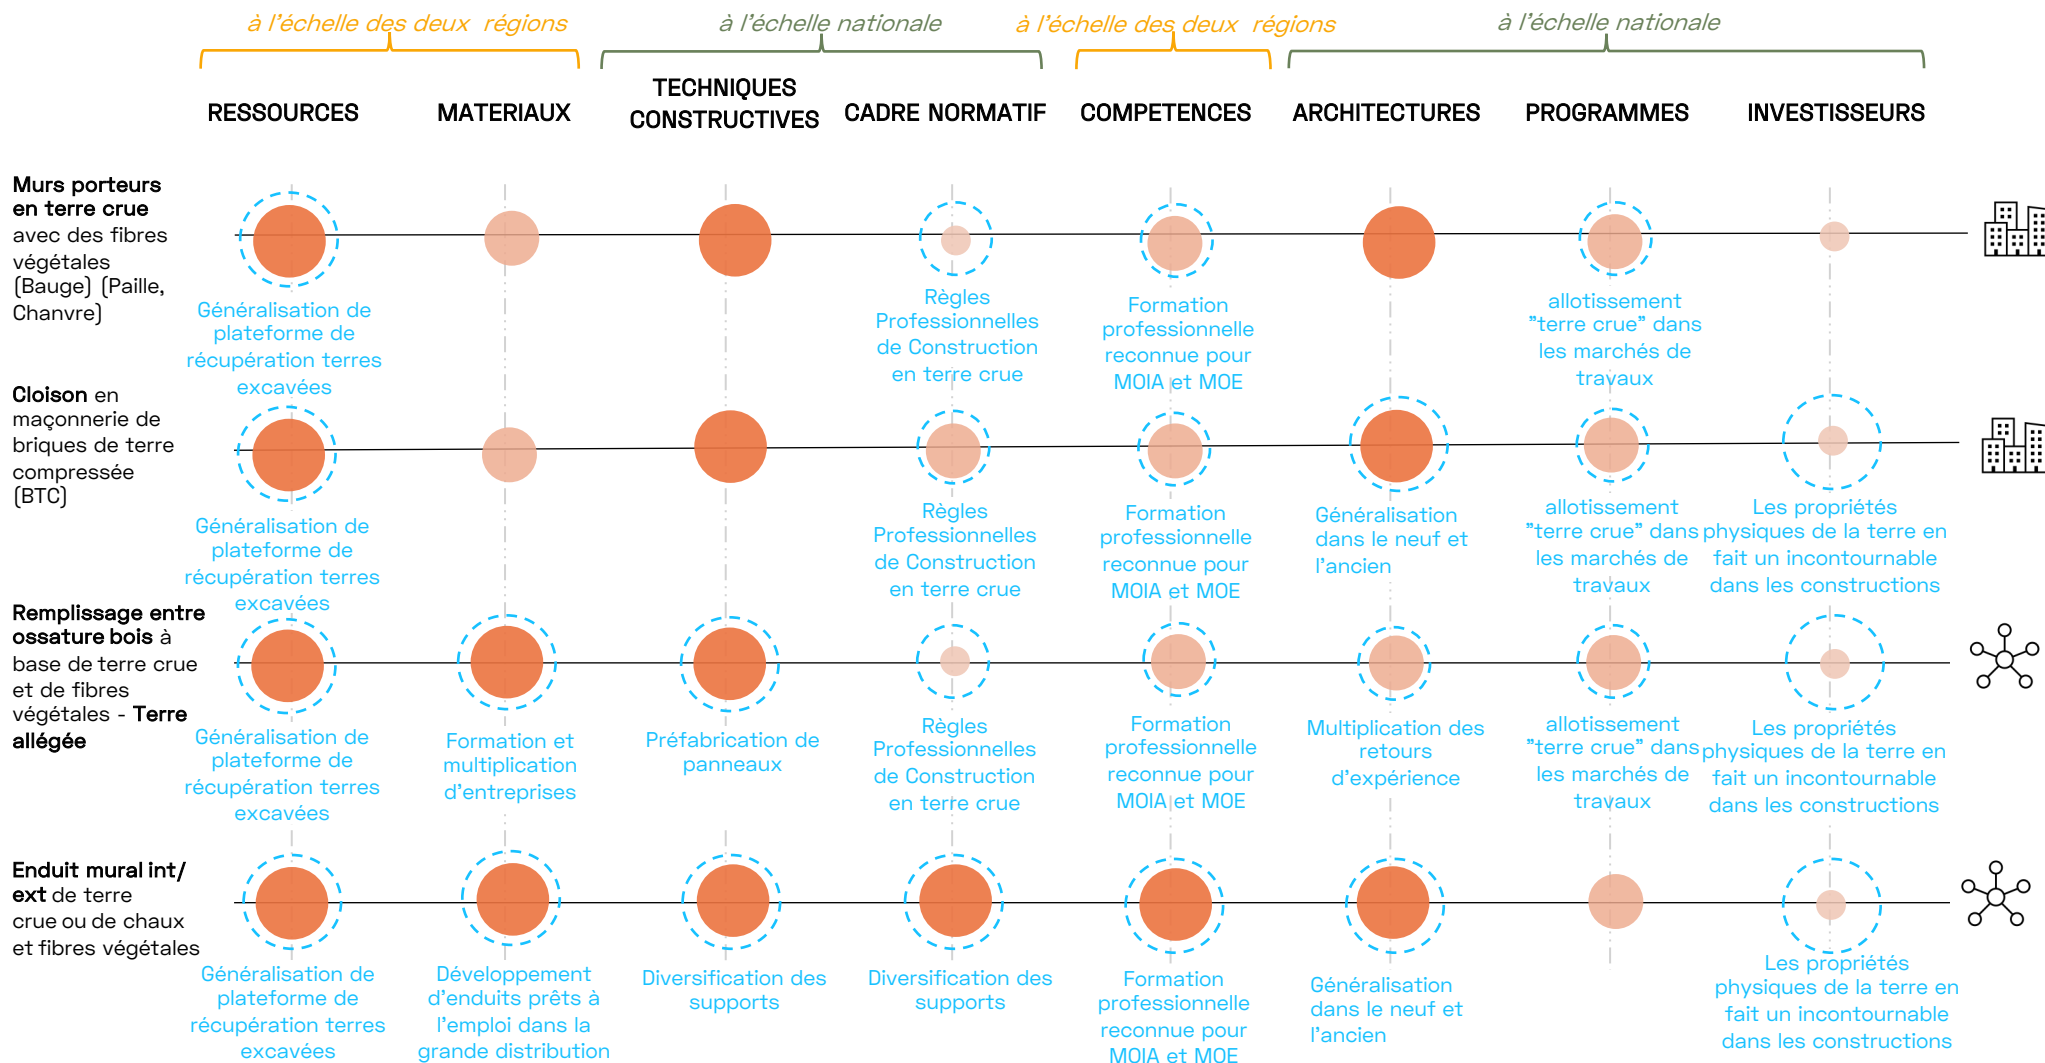 à l'échelle des deux  régions
à l'échelle nationale
à l'échelle des deux  régions
à l'échelle nationale
RESSOURCES
MATERIAUX
TECHNIQUES
CONSTRUCTIVES
CADRE NORMATIF
COMPETENCES
ARCHITECTURES
PROGRAMMES
INVESTISSEURS
Murs porteurs
en terre crue
avec des fibres
végétales
(Bauge) (Paille,
Chanvre)
Généralisation de
plateforme de
récupération terres
excavées
Règles
Professionnelles
de Construction
en terre crue
Formation
professionnelle
reconnue pour
MOIA et MOE
allotissement
"terre crue" dans
les marchés de
travaux
Cloison en
maçonnerie de
briques de terre
compressée
(BTC)
Généralisation de
plateforme de
récupération terres
excavées
Règles
Professionnelles
de Construction
en terre crue
Formation
professionnelle
reconnue pour
MOIA et MOE
Généralisation
dans le neuf et
l'ancien
allotissement
"terre crue" dans
les marchés de
travaux
Les propriétés
physiques de la terre en
fait un incontournable
dans les constructions
Remplissage entre
ossature bois à
base de terre crue
et de fibres
végétales - Terre
allégée
Généralisation de
plateforme de
récupération terres
excavées
Formation et
multiplication
d'entreprises
Préfabrication de
panneaux
Règles
Professionnelles
de Construction
en terre crue
Formation
professionnelle
reconnue pour
MOIA et MOE
Multiplication des
retours
d'expérience
allotissement
"terre crue" dans
les marchés de
travaux
Les propriétés
physiques de la terre en
fait un incontournable
dans les constructions
Enduit mural int/
ext de terre
crue ou de chaux
et fibres végétales
Généralisation de
plateforme de
récupération terres
excavées
Développement
d'enduits prêts à
l'emploi dans la
grande distribution
Diversification des
supports
Diversification des
supports
Formation
professionnelle
reconnue pour
MOIA et MOE
Généralisation
dans le neuf et
l'ancien
Les propriétés
physiques de la terre en
fait un incontournable
dans les constructions